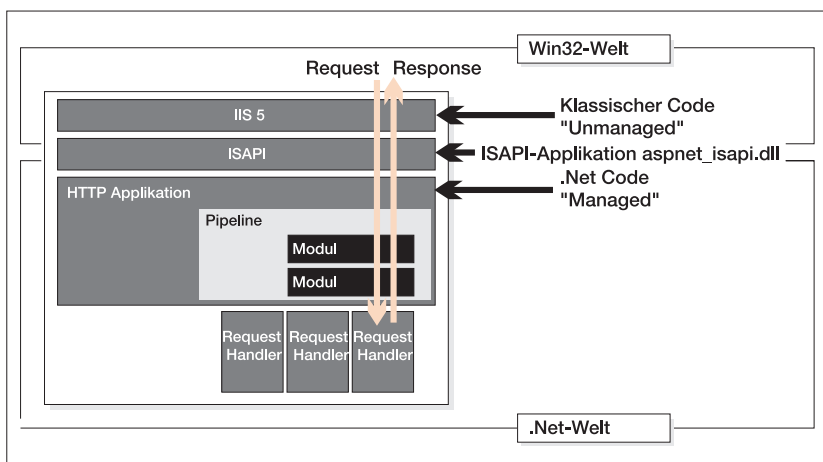 Win32-Welt
Request Response
IIS 5
Klassischer Code
"Unmanaged"
ISAPI
ISAPI-Applikation aspnet_isapi.dll
HTTP Applikation
.Net Code
"Managed"
Pipeline
Modul
Modul
Request
Handler
Request
Handler
Request
Handler
.Net-Welt